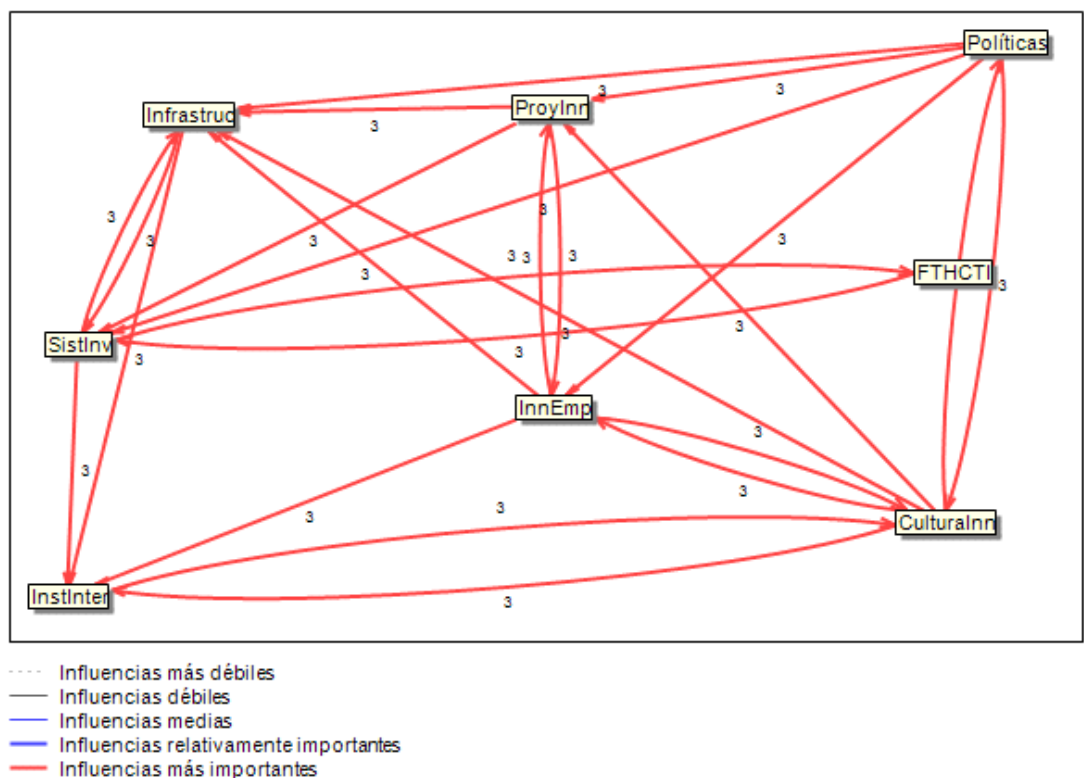 Políticas
3
3
Infrastruc
ProyInn
3
3
3
3
3
3
3
3
3
3
FTHCTI
3
3
SistInv
3
3
3
InnEmp
3
3
3
3
3
CulturaInn
InstInter
3
Influencias más débiles
Influencias débiles
Influencias medias
Influencias relativamente importantes
Influencias más importantes